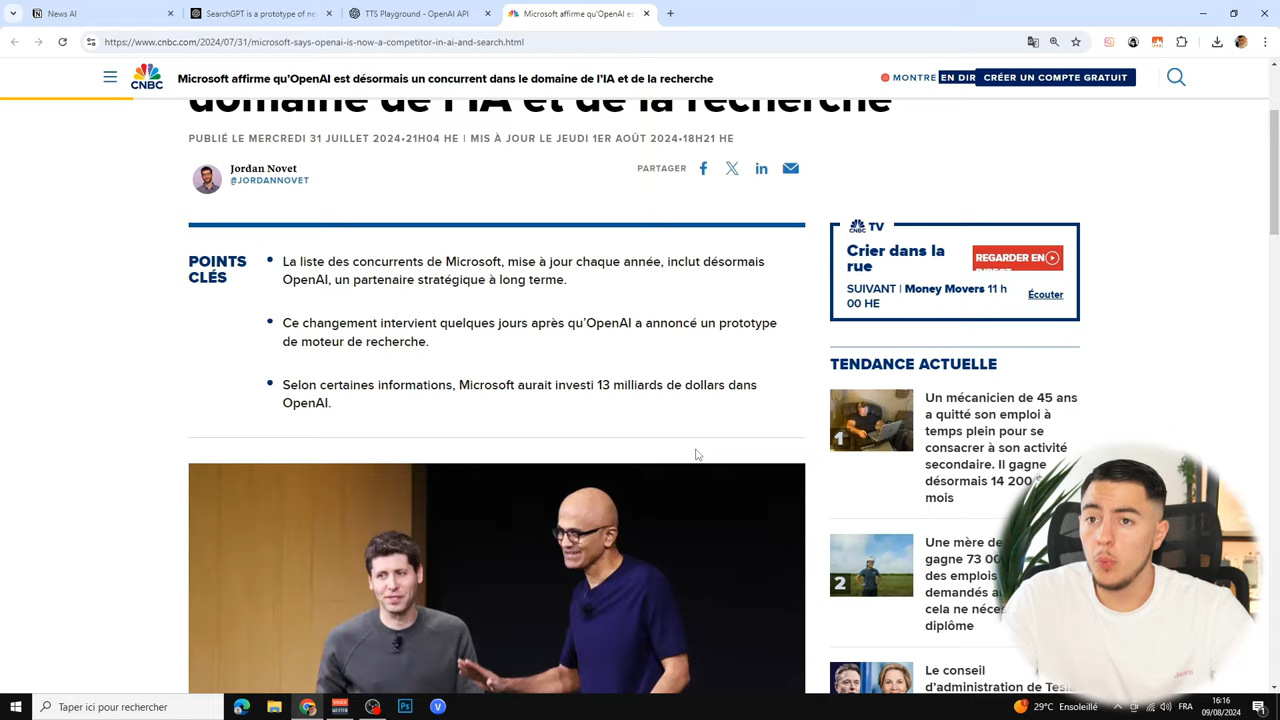 News AI
SearchGPT is a prototype of ne
TTS Playground - OpenAI API
Microsoft affirme qu'OpenAI es
https://www.cnbc.com/2024/07/31/microsoft-says-openai-is-now-a-competitor-in-ai-and-search.html
CNBC
Microsoft affirme qu'OpenAI est désormais un concurrent dans le domaine de l'IA et de la recherche
MONTRE EN DIR
CRÉER UN COMPTE GRATUIT
domaine de l'IA et de la recherche
PUBLIÉ LE MERCREDI 31 JUILLET 2024•21H04 HE | MIS À JOUR LE JEUDI 1ER AOÛT 2024•18H21 HE
Jordan Novet
@JORDANNOVET
PARTAGER
POINTS
CLÉS
La liste des concurrents de Microsoft, mise à jour chaque année, inclut désormais
OpenAI, un partenaire stratégique à long terme.
Ce changement intervient quelques jours après qu'OpenAI a annoncé un prototype
de moteur de recherche.
Selon certaines informations, Microsoft aurait investi 13 milliards de dollars dans
OpenAI.
CNBC TV
Crier dans la
rue
REGARDER EN
DIRECT
SUIVANT | Money Movers 11 h
00 HE
Écouter
TENDANCE ACTUELLE
1
Un mécanicien de 45 ans
a quitté son emploi à
temps plein pour se
consacrer à son activité
secondaire. Il gagne
désormais 14 200
mois
2
Une mère de
gagne 73 00
des emplois
demandés a
cela ne néces
diplôme
Le conseil
d'administration de Tesla
Taper ici pour rechercher
29°C Ensoleillé
FRA
16:16
09/08/2024